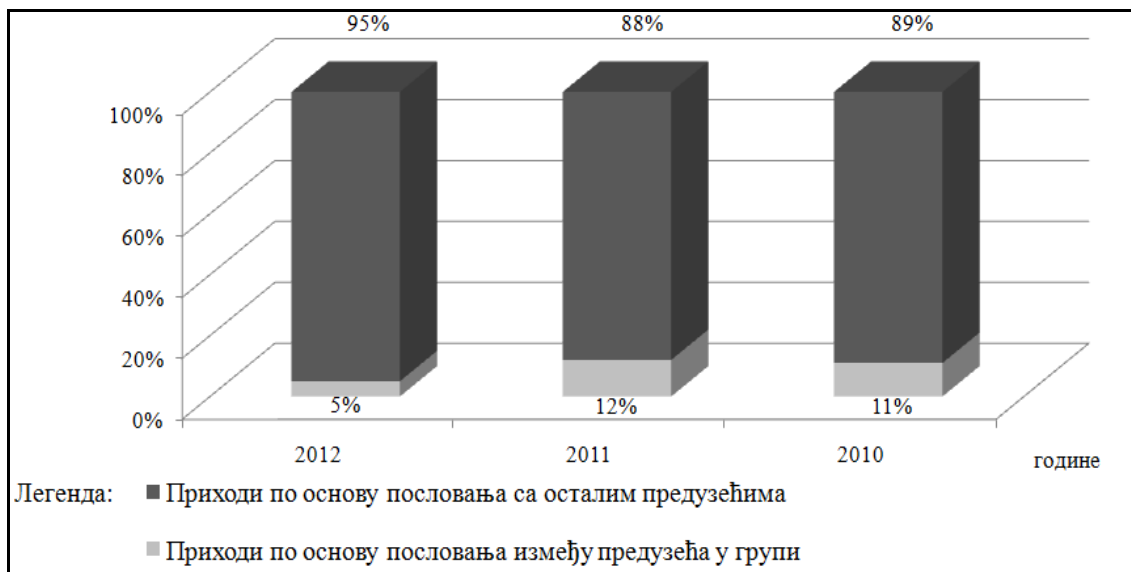 95% 88% 89%
100%
80%
60%
40%
20%
0%
5% 12% 11%
2012 2011 2010
године
Легенда: Приходи по основу пословања са осталим предузећима
Приходи по основу пословања између предузећа у групи